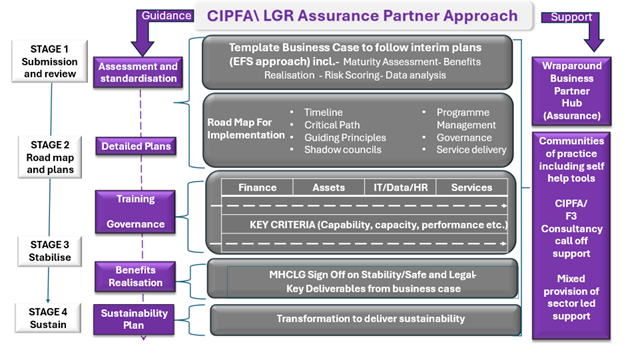 Guidance
CIPFA\ LGR Assurance Partner Approach
Support
STAGE 1
Submission
and review
STAGE 2
Road map
and plans
STAGE 3
Stabilise
STAGE 4
Sustain
Assessment and
standardisation
Detailed Plans
Training
Governance
Benefits
Realisation
Sustainability
Plan
Template Business Case to follow interim plans
(EFS approach) incl.- Maturity Assessment- Benefits
Realisation - Risk Scoring- Data analysis
Road Map For
Implementation
• Timeline
• Critical Path
• Guiding Principles
• Shadow councils
• Programme
Management
• Governance
• Service delivery
Finance
Assets
IT/Data/HR
Services
KEY CRITERIA (Capability, capacity, performance etc.)
MHCLG Sign Off on Stability/Safe and Legal-
Key Deliverables from business case
Transformation to deliver sustainability
Wraparound
Business
Partner
Hub
(Assurance)
Communities
of practice
including self
help tools
CIPFA/
F3
Consultancy
call off
support
Mixed
provision of
sector led
support